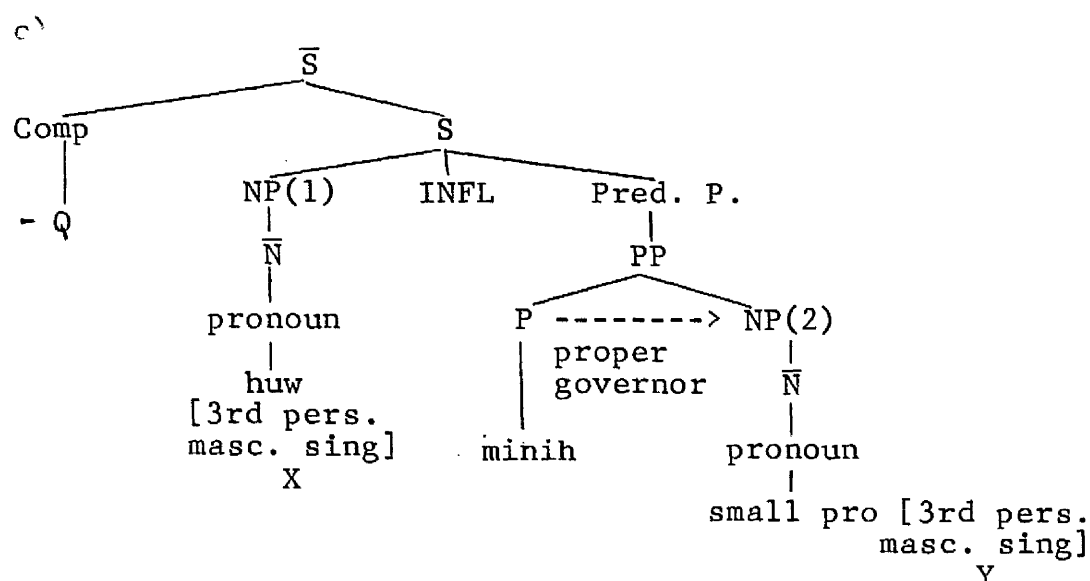 c)
S̄
Comp S
- Q NP(1) INFL Pred. P.
N̄ PP
pronoun P - - - - - - -> NP(2)
huw proper N̄
[3rd pers. governor
masc. sing] minih pronoun
X
small pro [3rd pers.
masc. sing]
Y